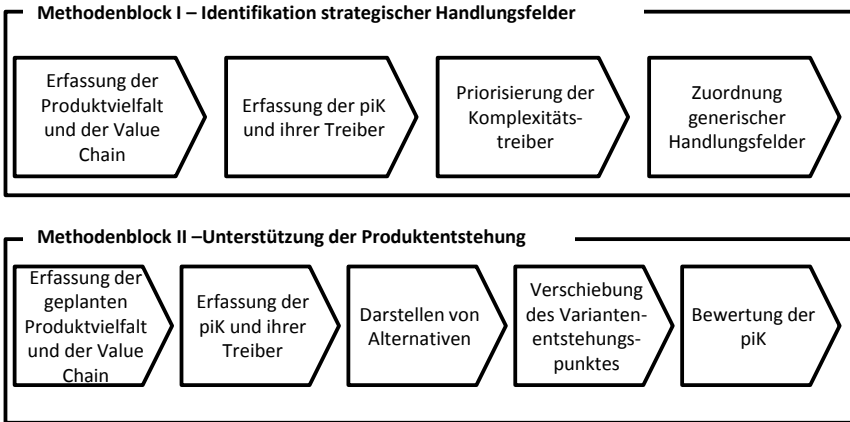 Methodenblock I – Identifikation strategischer Handlungsfelder
Erfassung der
Produktvielfalt
und der Value
Chain
Erfassung der piK
und ihrer Treiber
Priorisierung der
Komplexitäts-
treiber
Zuordnung
generischer
Handlungsfelder
Methodenblock II –Unterstützung der Produktentstehung
Erfassung der
geplanten
Produktvielfalt
und der Value
Chain
Erfassung der
piK und ihrer
Treiber
Darstellen von
Alternativen
Verschiebung
des Varianten-
entstehungs-
punktes
Bewertung der
piK